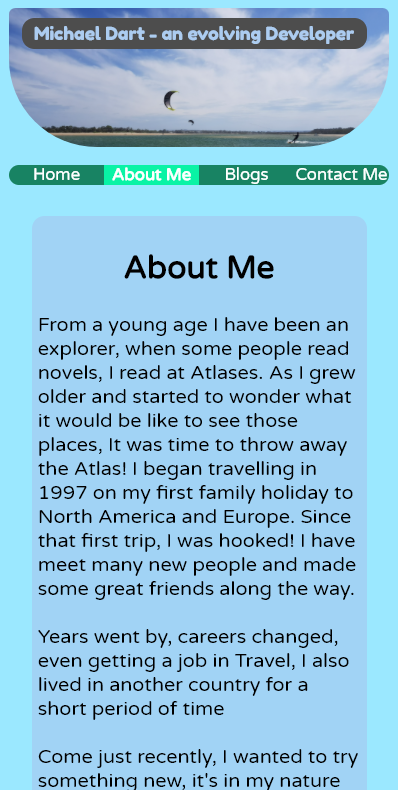 Michael Dart - an evolving Developer
Home About Me Blogs Contact Me
About Me
From a young age I have been an
explorer, when some people read
novels, I read at Atlases. As I grew
older and started to wonder what
it would be like to see those
places, It was time to throw away
the Atlas! I began travelling in
1997 on my first family holiday to
North America and Europe. Since
that first trip, I was hooked! I have
meet many new people and made
some great friends along the way.
Years went by, careers changed,
even getting a job in Travel, I also
lived in another country for a
short period of time
Come just recently, I wanted to try
something new, it's in my nature